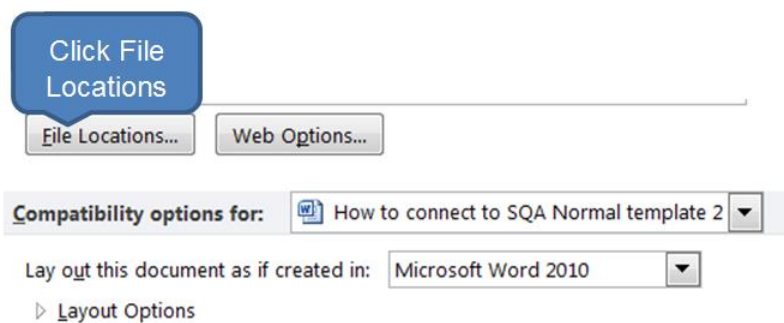 Click File
Locations
File Locations... Web Options...
Compatibility options for: How to connect to SQA Normal template 2
Lay out this document as if created in: Microsoft Word 2010
Layout Options